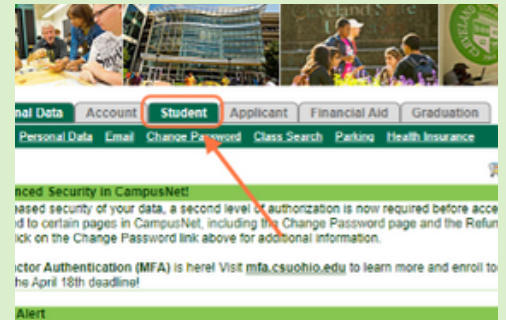 Cleveland State
nal Data Account Student Applicant Financial Aid Graduation
Personal Data Email Change Password Class Search Parking Health Insurance
nced Security in CampusNet!
eased security of your data, a second level of authorization is now required before acce
d to certain pages in CampusNet, including the Change Password page and the Refun
lick on the Change Password link above for additional information.
ctor Authentication (MFA) is here! Visit mfa.csuohio.edu to learn more and enroll to
he April 18th deadline!
Alert